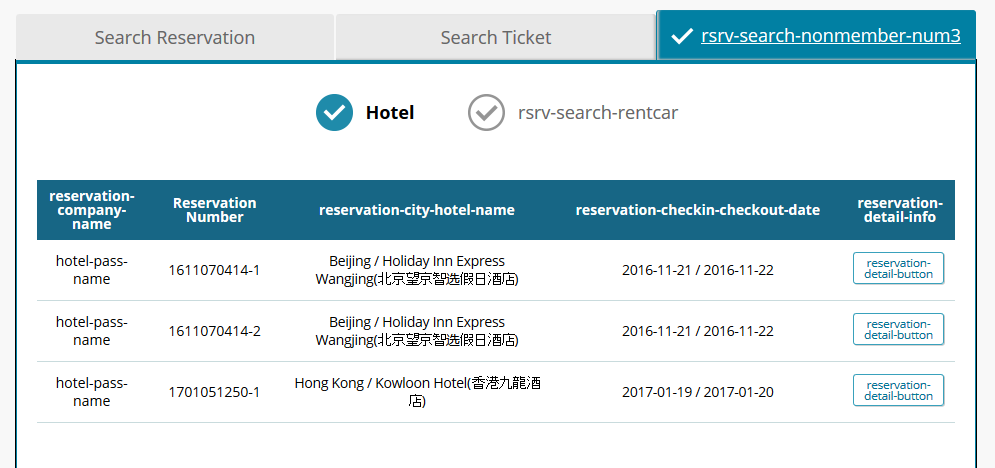 Search Reservation
Search Ticket
rsrv-search-nonmember-num3
Hotel
rsrv-search-rentcar
reservation-
company-
name
Reservation
Number
reservation-city-hotel-name
reservation-checkin-checkout-date
reservation-
detail-info
hotel-pass-
name
1611070414-1
Beijing / Holiday Inn Express
Wangjing(北京望京智选假日酒店)
2016-11-21 / 2016-11-22
reservation-
detail-button
hotel-pass-
name
1611070414-2
Beijing / Holiday Inn Express
Wangjing(北京望京智选假日酒店)
2016-11-21 / 2016-11-22
reservation-
detail-button
hotel-pass-
name
1701051250-1
Hong Kong / Kowloon Hotel(香港九龍酒
店)
2017-01-19 / 2017-01-20
reservation-
detail-button